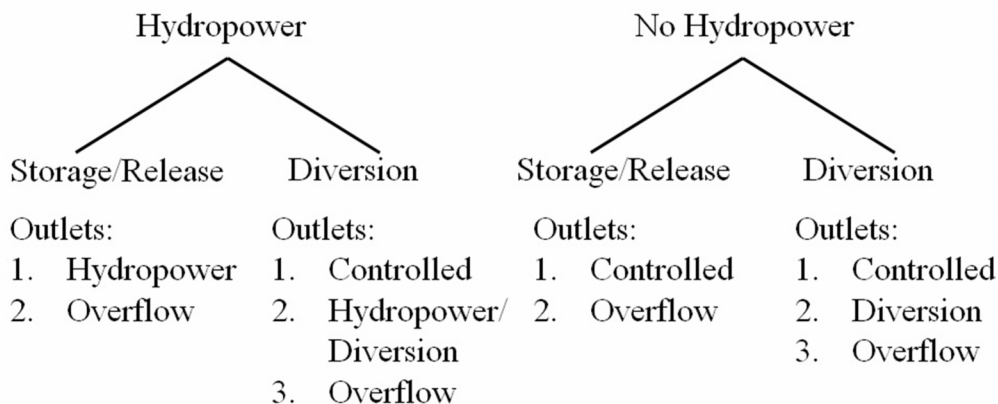 Hydropower
No Hydropower
Storage/Release
Diversion
Storage/Release
Diversion
Outlets:
1. Hydropower
2. Overflow
Outlets:
1. Controlled
2. Hydropower/
Diversion
3. Overflow
Outlets:
1. Controlled
2. Overflow
Outlets:
1. Controlled
2. Diversion
3. Overflow